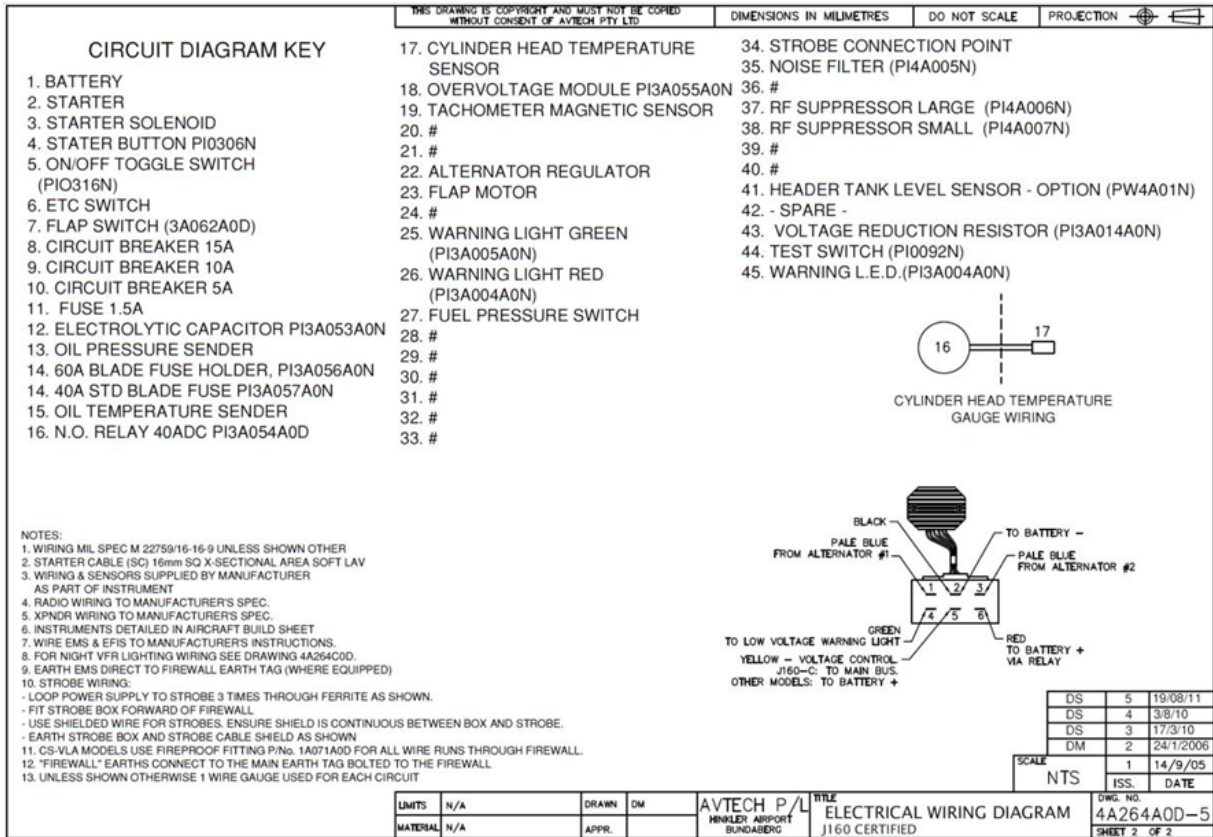 THIS DRAWING IS COPYRIGHT AND MUST NOT BE COPIED
WITHOUT CONSENT OF AVTECH PTY LTD
DIMENSIONS IN MILIMETRES
DO NOT SCALE
PROJECTION
CIRCUIT DIAGRAM KEY
1. BATTERY
2. STARTER
3. STARTER SOLENOID
4. STATER BUTTON PI0306N
5. ON/OFF TOGGLE SWITCH
(PIO316N)
6. ETC SWITCH
7. FLAP SWITCH (3A062A0D)
8. CIRCUIT BREAKER 15A
9. CIRCUIT BREAKER 10A
10. CIRCUIT BREAKER 5A
11. FUSE 1.5A
12. ELECTROLYTIC CAPACITOR PI3A053A0N
13. OIL PRESSURE SENDER
14. 60A BLADE FUSE HOLDER, PI3A056A0N
14. 40A STD BLADE FUSE PI3A057A0N
15. OIL TEMPERATURE SENDER
16. N.O. RELAY 40ADC PI3A054A0D
17. CYLINDER HEAD TEMPERATURE
SENSOR
18. OVERVOLTAGE MODULE PI3A055A0N
19. TACHOMETER MAGNETIC SENSOR
20. #
21. #
22. ALTERNATOR REGULATOR
23. FLAP MOTOR
24. #
25. WARNING LIGHT GREEN
(PI3A005A0N)
26. WARNING LIGHT RED
(PI3A004A0N)
27. FUEL PRESSURE SWITCH
28. #
29. #
30. #
31. #
32. #
33. #
34. STROBE CONNECTION POINT
35. NOISE FILTER (PI4A005N)
36. #
37. RF SUPPRESSOR LARGE (PI4A006N)
38. RF SUPPRESSOR SMALL (PI4A007N)
39. #
40. #
41. HEADER TANK LEVEL SENSOR - OPTION (PW4A01N)
42. - SPARE -
43. VOLTAGE REDUCTION RESISTOR (PI3A014A0N)
44. TEST SWITCH (PI0092N)
45. WARNING L.E.D.(PI3A004A0N)
16
17
CYLINDER HEAD TEMPERATURE
GAUGE WIRING
BLACK
TO BATTERY -
PALE BLUE
FROM ALTERNATOR #1
PALE BLUE
FROM ALTERNATOR #2
1 2 3
4 5 6
GREEN
TO LOW VOLTAGE WARNING LIGHT
RED
TO BATTERY +
VIA RELAY
YELLOW - VOLTAGE CONTROL
J160-C: TO MAIN BUS.
OTHER MODELS: TO BATTERY +
NOTES:
1. WIRING MIL SPEC M 22759/16-16-9 UNLESS SHOWN OTHER
2. STARTER CABLE (SC) 16mm SQ X-SECTIONAL AREA SOFT LAV
3. WIRING & SENSORS SUPPLIED BY MANUFACTURER
AS PART OF INSTRUMENT
4. RADIO WIRING TO MANUFACTURER'S SPEC.
5. XPNDR WIRING TO MANUFACTURER'S SPEC.
6. INSTRUMENTS DETAILED IN AIRCRAFT BUILD SHEET
7. WIRE EMS & EFIS TO MANUFACTURER'S INSTRUCTIONS.
8. FOR NIGHT VFR LIGHTING WIRING SEE DRAWING 4A264C0D.
9. EARTH EMS DIRECT TO FIREWALL EARTH TAG (WHERE EQUIPPED)
10. STROBE WIRING:
- LOOP POWER SUPPLY TO STROBE 3 TIMES THROUGH FERRITE AS SHOWN.
- FIT STROBE BOX FORWARD OF FIREWALL
- USE SHIELDED WIRE FOR STROBES. ENSURE SHIELD IS CONTINUOUS BETWEEN BOX AND STROBE.
- EARTH STROBE BOX AND STROBE CABLE SHIELD AS SHOWN
11. CS-VLA MODELS USE FIREPROOF FITTING P/No. 1A071A0D FOR ALL WIRE RUNS THROUGH FIREWALL.
12. "FIREWALL" EARTHS CONNECT TO THE MAIN EARTH TAG BOLTED TO THE FIREWALL
13. UNLESS SHOWN OTHERWISE 1 WIRE GAUGE USED FOR EACH CIRCUIT
DS 5 19/08/11
DS 4 3/8/10
DS 3 17/3/10
DM 2 24/1/2006
SCALE
NTS
1 14/9/05
ISS. DATE
LIMITS N/A
DRAWN DM
MATERIAL N/A
APPR.
AVTECH P/L
HINKLER AIRPORT
BUNDABERG
TITLE
ELECTRICAL WIRING DIAGRAM
J160 CERTIFIED
DWG. NO.
4A264A0D-5
SHEET 2 OF 2